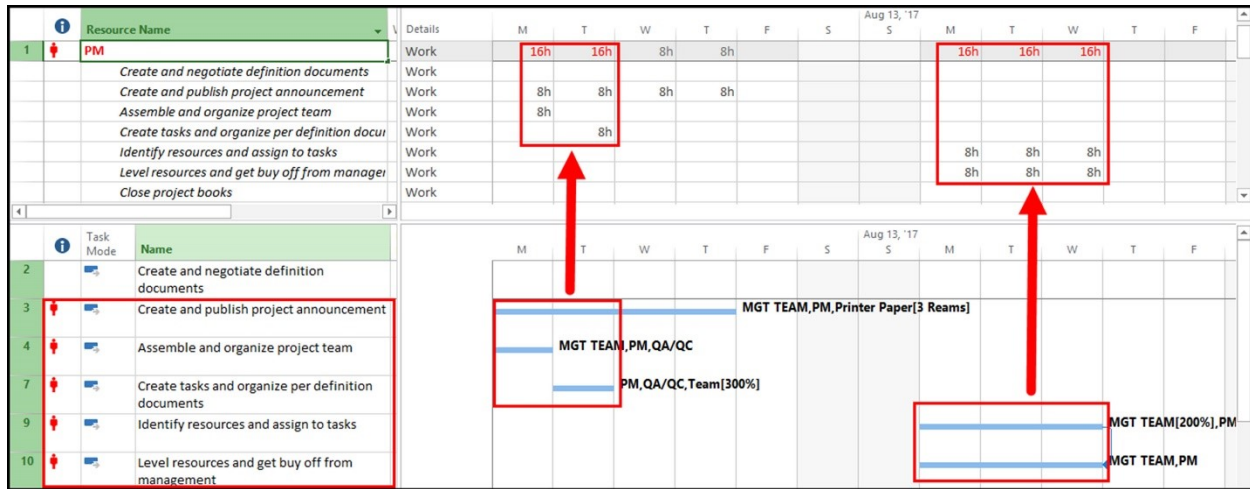 Aug 13, '17
Resource Name Details M T W T F S S M T W T F
1 PM Work 16h 16h 8h 8h 16h 16h 16h
Create and negotiate definition documents Work
Create and publish project announcement Work 8h 8h 8h 8h
Assemble and organize project team Work 8h
Create tasks and organize per definition docur Work 8h
Identify resources and assign to tasks Work 8h 8h 8h
Level resources and get buy off from manager Work 8h 8h 8h
Close project books Work
Task Aug 13, '17
Mode Name M T W T F S S M T W T F
2 Create and negotiate definition
documents
3 Create and publish project announcement MGT TEAM,PM,Printer Paper[3 Reams]
4 Assemble and organize project team MGT TEAM,PM,QA/QC
7 Create tasks and organize per definition PM,QA/QC,Team[300%]
documents
9 Identify resources and assign to tasks MGT TEAM[200%],PM
10 Level resources and get buy off from MGT TEAM,PM
management